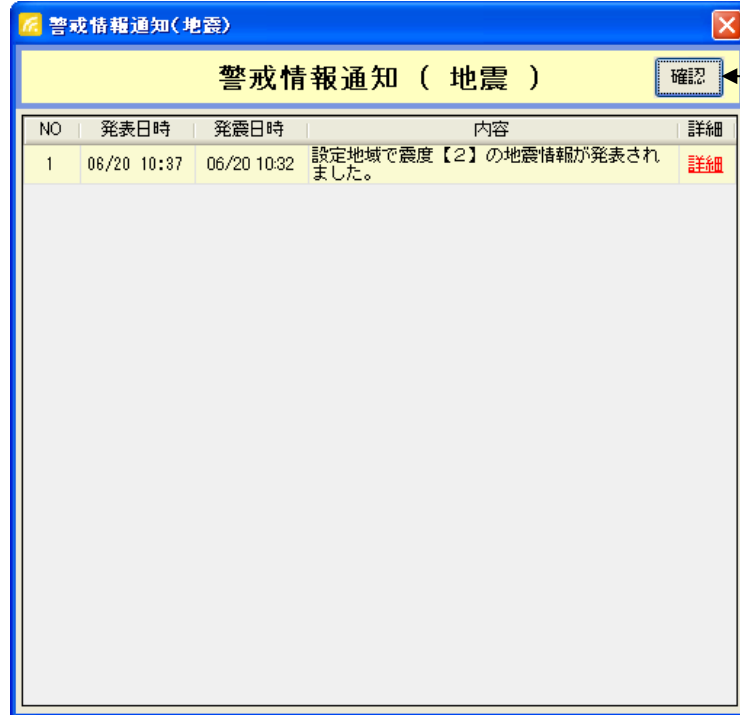 警戒情報通知(地震)
警戒情報通知 ( 地震 )
確認
NO 発表日時 発震日時 内容 詳細
1 06/20 10:37 06/20 10:32 設定地域で震度【2】の地震情報が発表され
ました。 詳細